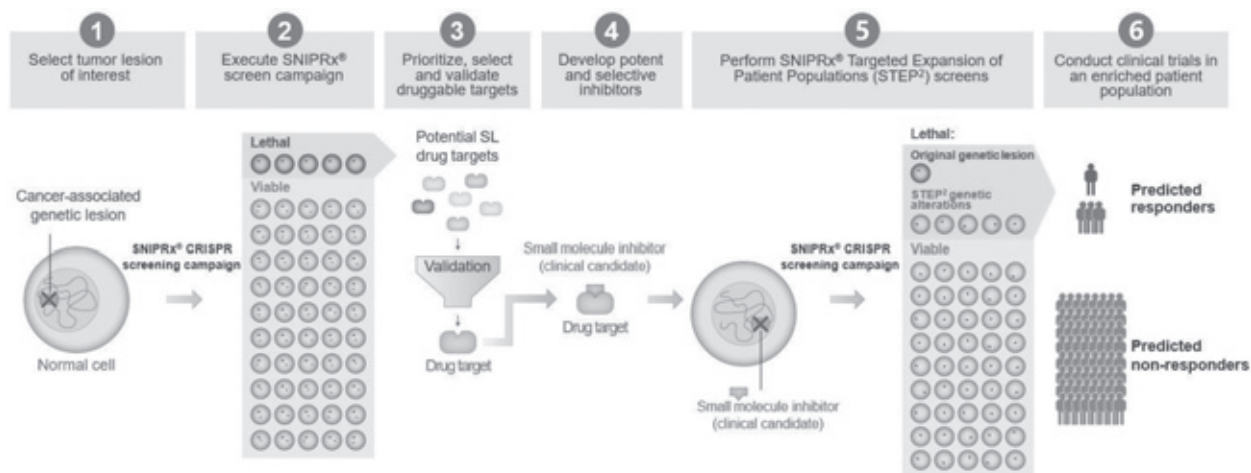 1
Select tumor lesion
of interest
2
Execute SNIPRx®
screen campaign
3
Prioritize, select
and validate
druggable targets
4
Develop potent
and selective
inhibitors
5
Perform SNIPRx® Targeted Expansion of
Patient Populations (STEP²) screens
6
Conduct clinical trials in
an enriched patient
population
Cancer-associated
genetic lesion
Normal cell
SNIPRx® CRISPR
screening campaign
Lethal
Viable
Potential SL
drug targets
Validation
Drug target
Small molecule inhibitor
(clinical candidate)
Drug target
Small molecule inhibitor
(clinical candidate)
SNIPRx® CRISPR
screening campaign
Lethal:
Original genetic lesion
STEP² genetic
alterations
Viable
Predicted
responders
Predicted
non-responders